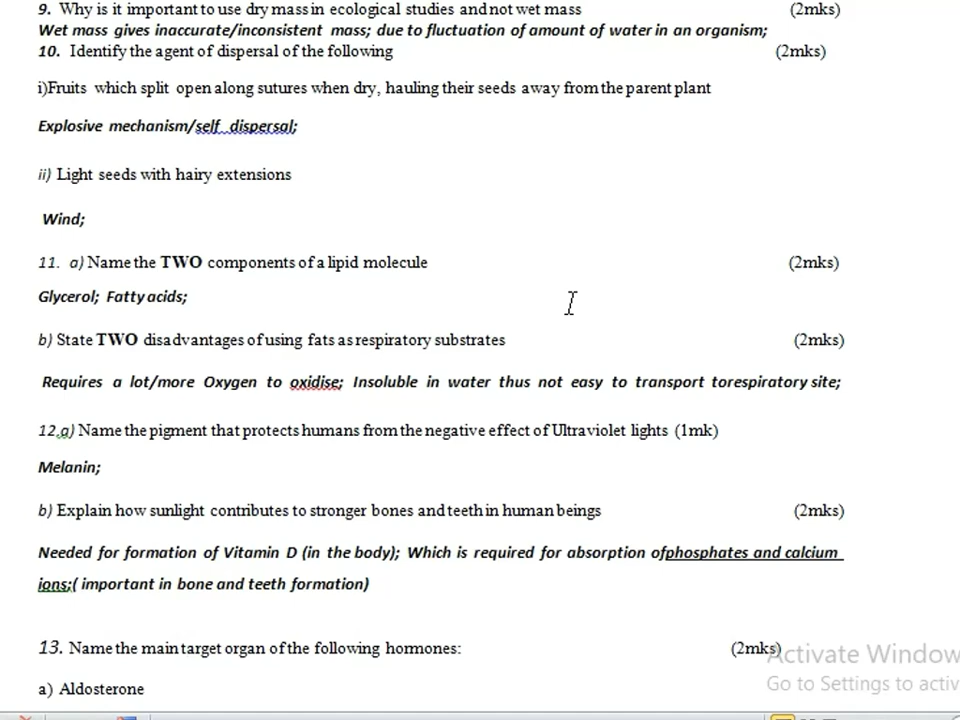 9. Why is it important to use dry mass in ecological studies and not wet mass (2mks)
Wet mass gives inaccurate/inconsistent mass; due to fluctuation of amount of water in an organism;
10. Identify the agent of dispersal of the following (2mks)
i)Fruits which split open along sutures when dry, hauling their seeds away from the parent plant
Explosive mechanism/self dispersal;
ii) Light seeds with hairy extensions
Wind;
11. a) Name the TWO components of a lipid molecule (2mks)
Glycerol; Fatty acids;
b) State TWO disadvantages of using fats as respiratory substrates (2mks)
Requires a lot/more Oxygen to oxidise; Insoluble in water thus not easy to transport torespiratory site;
12.a) Name the pigment that protects humans from the negative effect of Ultraviolet lights (1mk)
Melanin;
b) Explain how sunlight contributes to stronger bones and teeth in human beings (2mks)
Needed for formation of Vitamin D (in the body); Which is required for absorption ofphosphates and calcium
ions;( important in bone and teeth formation)
13. Name the main target organ of the following hormones: (2mks)
Activate Window
a) Aldosterone
Go to Settings to activ